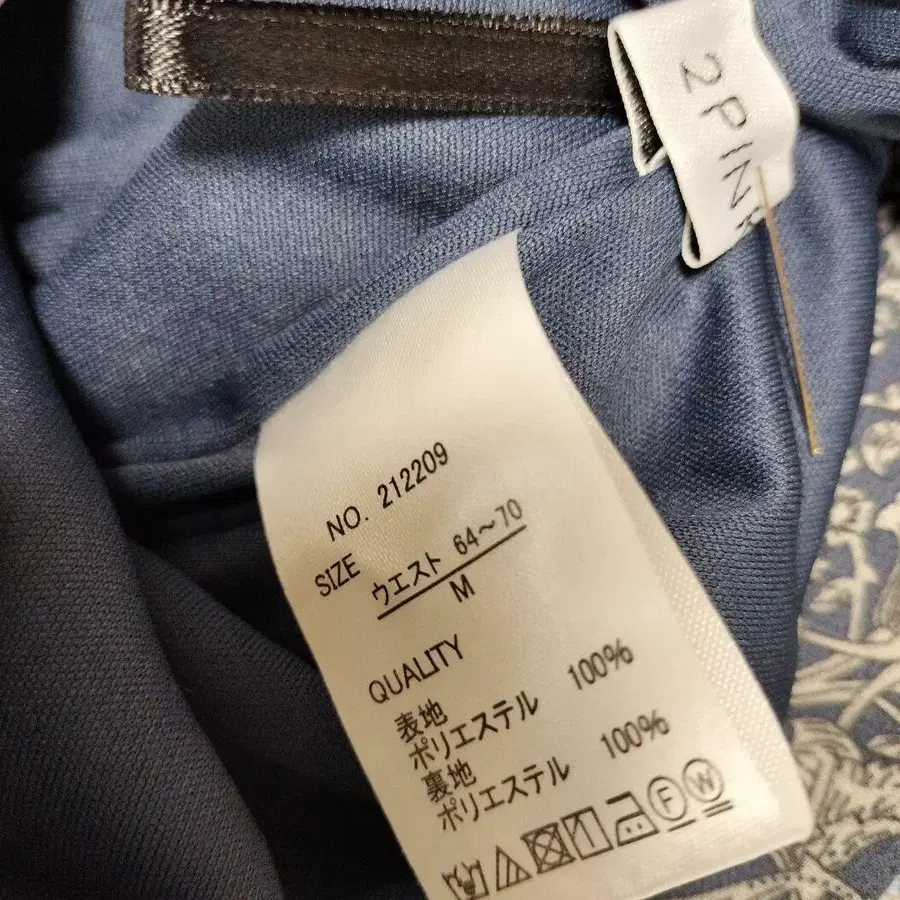 2PINK
NO. 212209
SIZE
ウエスト 64~70
M
QUALITY
表地
ポリエステル 100%
裏地
ポリエステル 100%
F W